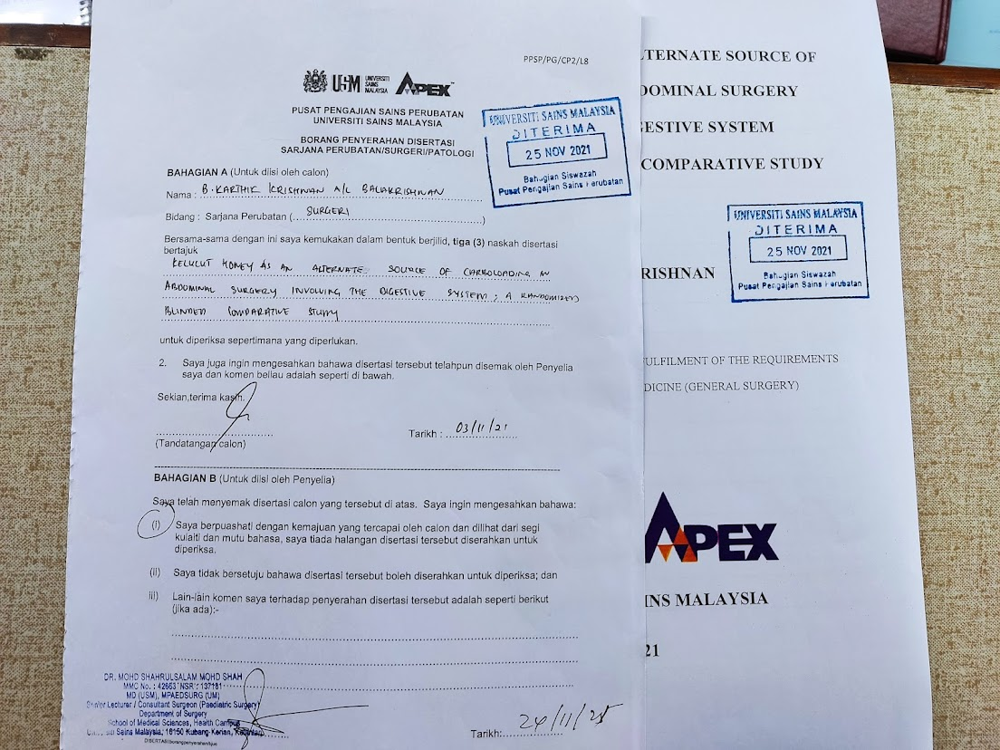 PPSP/PG/CP2/L8
USM UNIVERSITI SAINS MALAYSIA APEX™
PUSAT PENGAJIAN SAINS PERUBATAN
UNIVERSITI SAINS MALAYSIA
BORANG PENYERAHAN DISERTASI
SARJANA PERUBATAN/SURGERI/PATOLOGI
UNIVERSITI SAINS MALAYSIA
DITERIMA
25 NOV 2021
Bahagian Siswazah
Pusat Pengajian Sains Perubatan
BAHAGIAN A (Untuk diisi oleh calon)
Nama : B. KARTHIK KRISHNAN A/L BALAKRISHNAN
Bidang : Sarjana Perubatan (... SURGERI ...)
Bersama-sama dengan ini saya kemukakan dalam bentuk berjilid, tiga (3) naskah disertasi
bertajuk
KELULUT HONEY AS AN ALTERNATE SOURCE OF CARBOLOADING IN
ABDOMINAL SURGERY INVOLVING THE DIGESTIVE SYSTEM ; A RANDOMIZED
BLINDED COMPARATIVE STUDY
untuk diperiksa sepertimana yang diperlukan.
2. Saya juga ingin mengesahkan bahawa disertasi tersebut telahpun disemak oleh Penyelia
saya dan komen beliau adalah seperti di bawah.
Sekian,terima kasih.
(Tandatangan calon)
Tarikh : 03/11/21
BAHAGIAN B (Untuk diisi oleh Penyelia)
Saya telah menyemak disertasi calon yang tersebut di atas. Saya ingin mengesahkan bahawa:
(i) Saya berpuashati dengan kemajuan yang tercapai oleh calon dan dilihat dari segi
kulaiti dan mutu bahasa, saya tiada halangan disertasi tersebut diserahkan untuk
diperiksa.
(ii) Saya tidak bersetuju bahawa disertasi tersebut boleh diserahkan untuk diperiksa; dan
iii) Lain-lain komen saya terhadap penyerahan disertasi tersebut adalah seperti berikut
(jika ada):-
DR. MOHD SHAHRULSALAM MOHD SHAH
MMC No. : 42663 NSR : 137181
MD (USM), MPAEDSURG (UM)
Senior Lecturer / Consultant Surgeon (Paediatric Surgery)
Department of Surgery
School of Medical Sciences, Health Campus
Universiti Sains Malaysia, 16150 Kubang Kerian, Kelantan
DISERTASI/borangpenyerahan/
Tarikh: 24/11/21
LTERNATE SOURCE OF
DOMINAL SURGERY
GESTIVE SYSTEM
COMPARATIVE STUDY
RISHNAN
UNIVERSITI SAINS MALAYSIA
DITERIMA
25 NOV 2021
Bahagian Siswazah
Pusat Pengajian Sains Perubatan
ULFILMENT OF THE REQUIREMENTS
DICINE (GENERAL SURGERY)
APEX
INS MALAYSIA
21